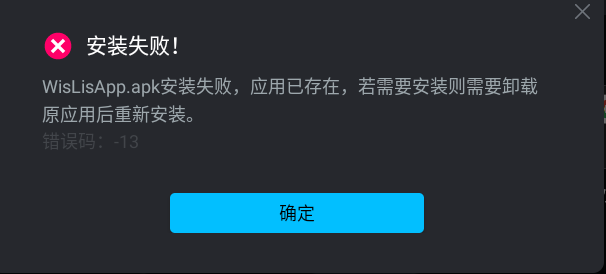 安装失败！
WisLisApp.apk安装失败，应用已存在，若需要安装则需要卸载
原应用后重新安装。
错误码：-13
确定